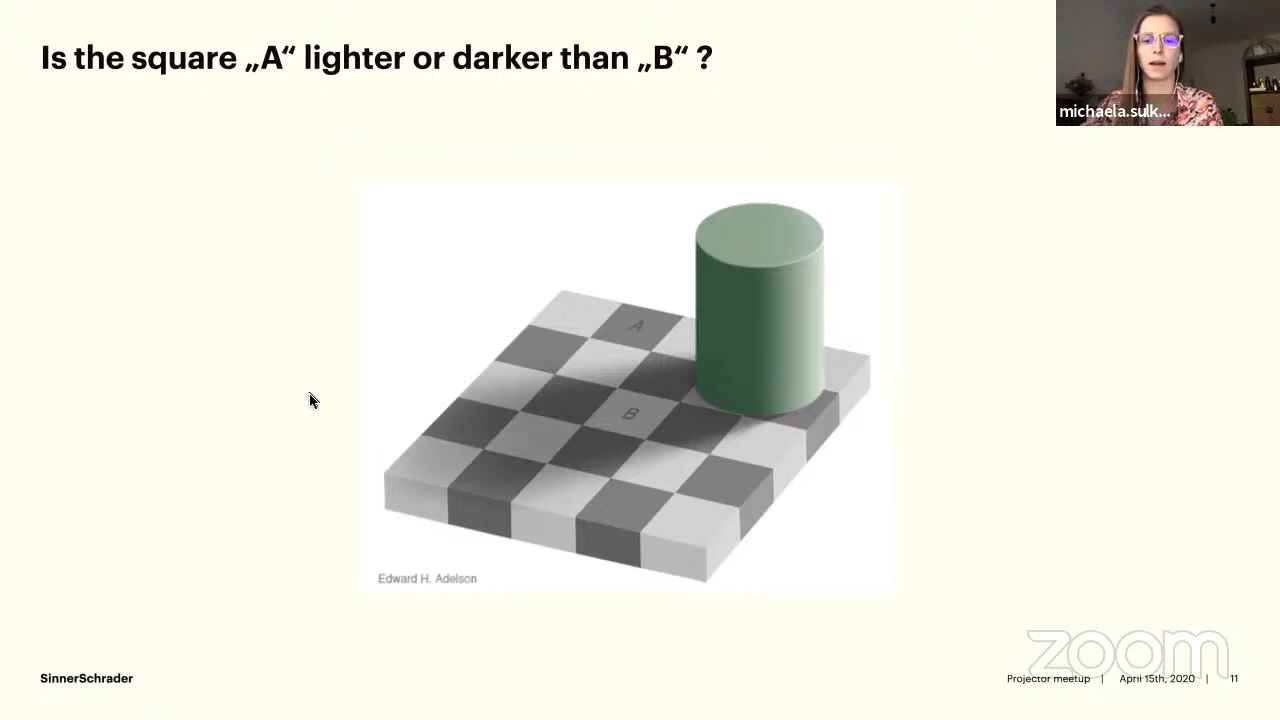 Is the square „A“ lighter or darker than „B“ ?
michaela.sulk...
A
B
Edward H. Adelson
zoom
SinnerSchrader
Projector meetup | April 15th, 2020 | 11